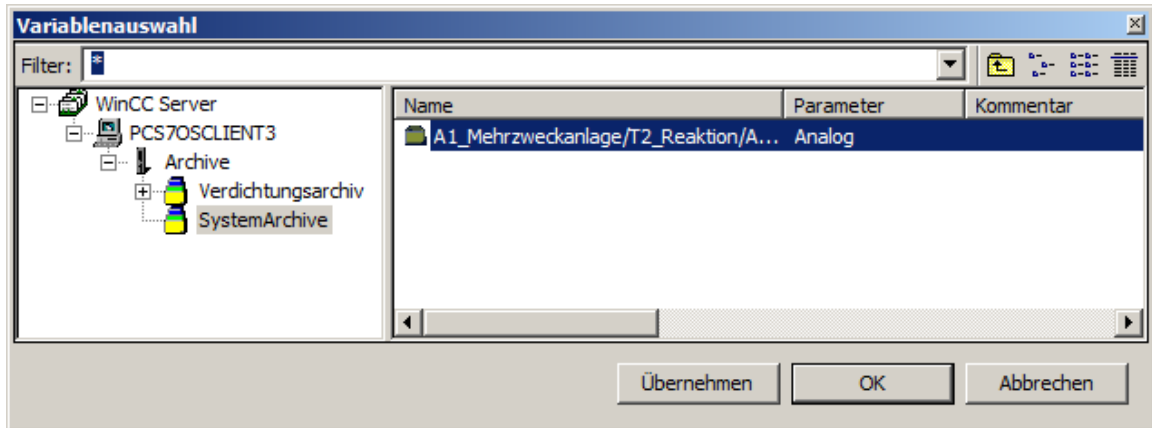 Variablenauswahl
Filter: *
WinCC Server
PCS7OSCLIENT3
Archive
Verdichtungsarchiv
SystemArchive
Name Parameter Kommentar
A1_Mehrzweckanlage/T2_Reaktion/A... Analog
Übernehmen OK Abbrechen